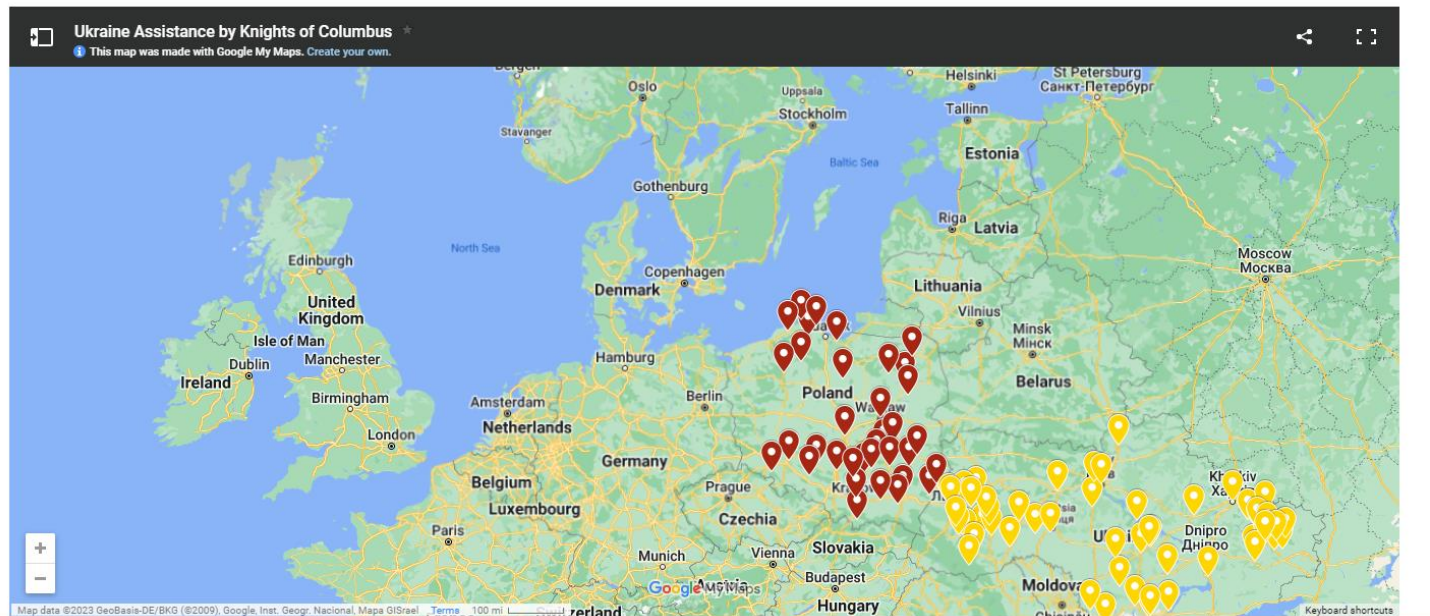 Ukraine Assistance by Knights of Columbus
This map was made with Google My Maps. Create your own.
Oslo
Uppsala
Stockholm
Helsinki
St Petersburg
Санкт-Петербург
Tallinn
Stavanger
Estonia
Baltic Sea
Gothenburg
Riga
Latvia
North Sea
Moscow
Москва
Edinburgh
Copenhagen
Denmark
Lithuania
United
Kingdom
Vilnius
Minsk
Мінск
Isle of Man
Dublin
Manchester
Hamburg
Ireland
Belarus
Birmingham
Amsterdam
Berlin
Poland
Netherlands
London
Germany
Belgium
Prague
Luxembourg
Czechia
Paris
Dnipro
Дніпро
Munich
Vienna
Slovakia
Budapest
Moldova
Google My Maps
Hungary
Map data ©2023 GeoBasis-DE/BKG (©2009), Google, Inst. Geogr. Nacional, Mapa GISrael Terms 100 mi
Keyboard shortcuts